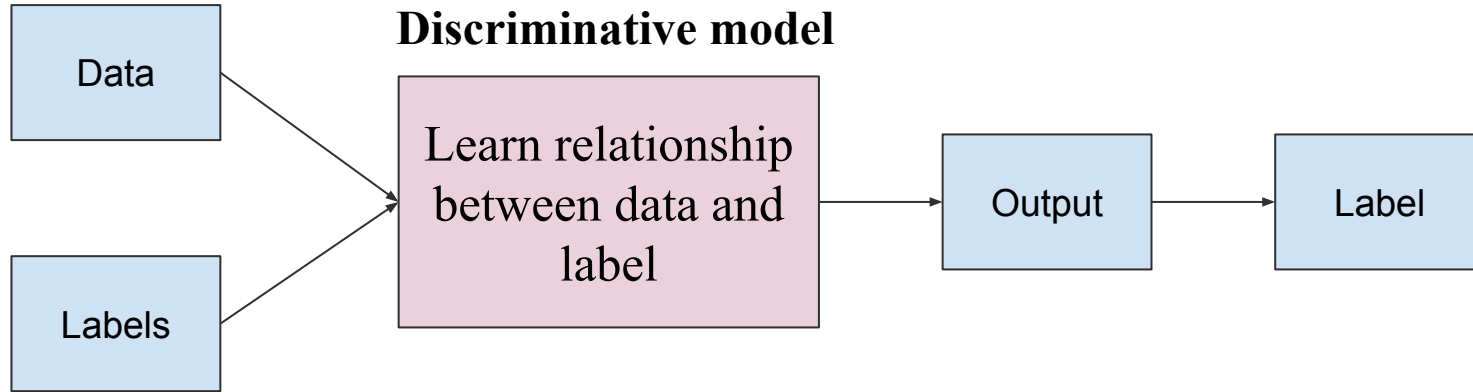 Discriminative model
Data
Labels
Learn relationship
between data and
label
Output
Label